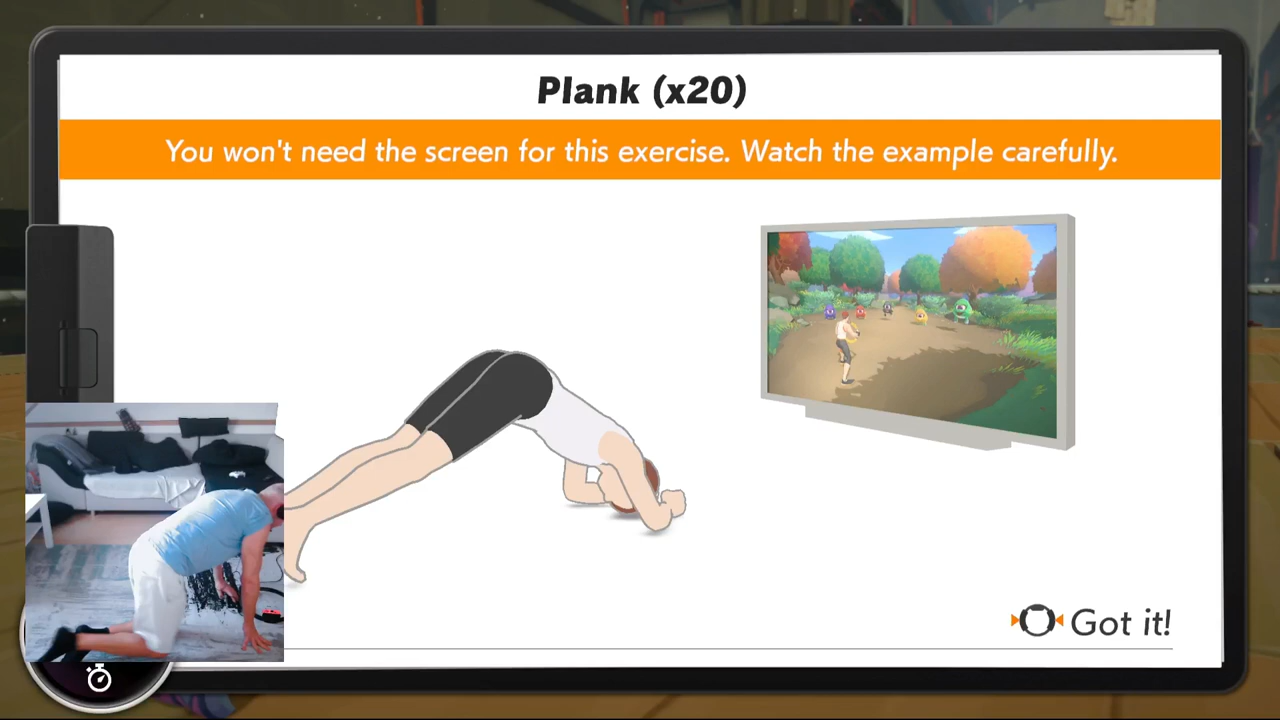 Plank (x20)
You won't need the screen for this exercise. Watch the example carefully.
Got it!